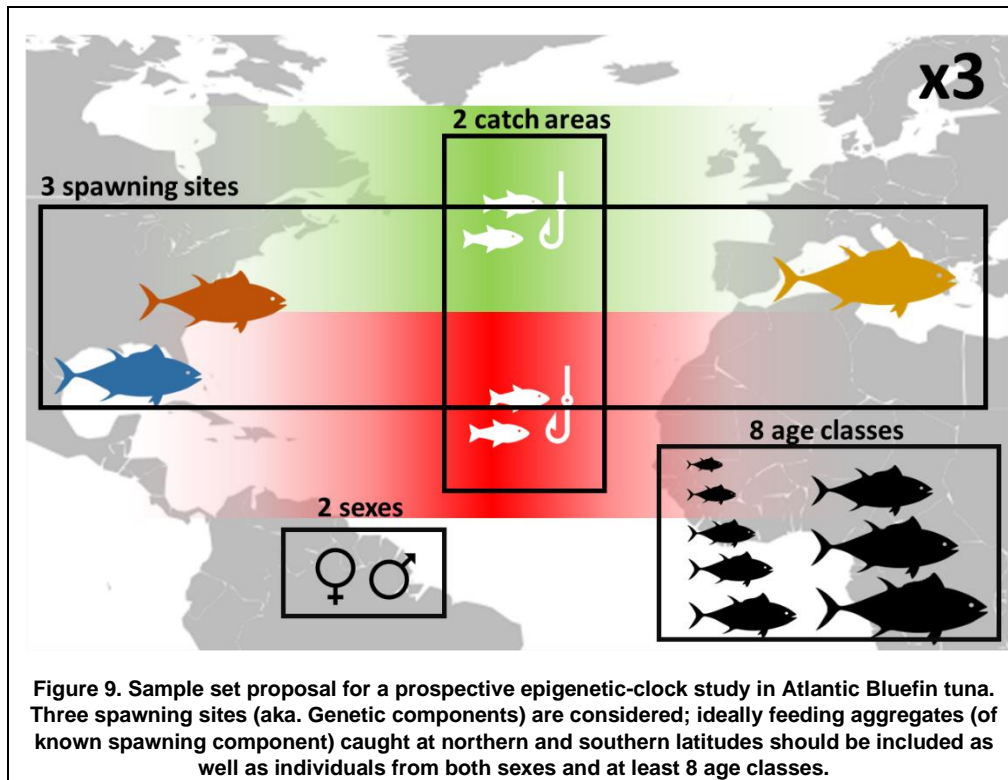 x3
2 catch areas
3 spawning sites
8 age classes
2 sexes
Figure 9. Sample set proposal for a prospective epigenetic-clock study in Atlantic Bluefin tuna.
Three spawning sites (aka. Genetic components) are considered; ideally feeding aggregates (of
known spawning component) caught at northern and southern latitudes should be included as
well as individuals from both sexes and at least 8 age classes.